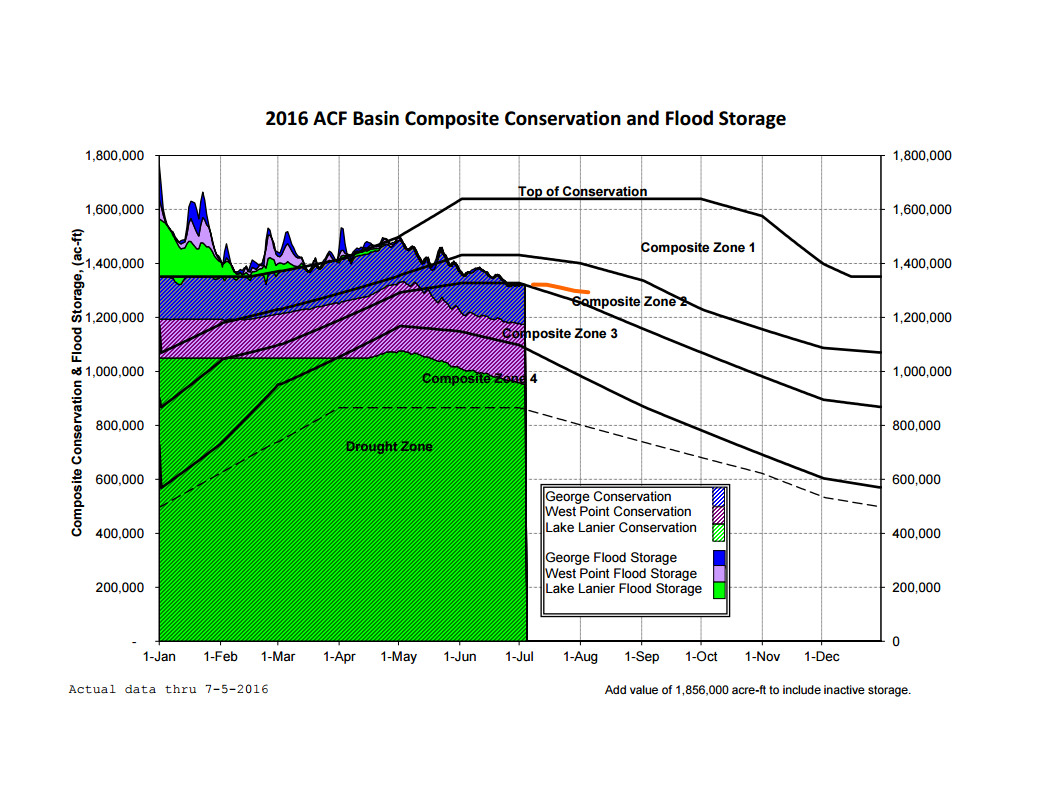 2016 ACF Basin Composite Conservation and Flood Storage
Composite Conservation & Flood Storage, (ac-ft)
1,800,000 1,800,000
Top of Conservation
1,600,000 1,600,000
Composite Zone 1
1,400,000 1,400,000
Composite Zone 2
1,200,000 1,200,000
Composite Zone 3
1,000,000 1,000,000
Composite Zone 4
800,000 800,000
Drought Zone
600,000 600,000
George Conservation
West Point Conservation
Lake Lanier Conservation
400,000 400,000
George Flood Storage
West Point Flood Storage
Lake Lanier Flood Storage
200,000 200,000
- 0
1-Jan 1-Feb 1-Mar 1-Apr 1-May 1-Jun 1-Jul 1-Aug 1-Sep 1-Oct 1-Nov 1-Dec
Actual data thru 7-5-2016 Add value of 1,856,000 acre-ft to include inactive storage.